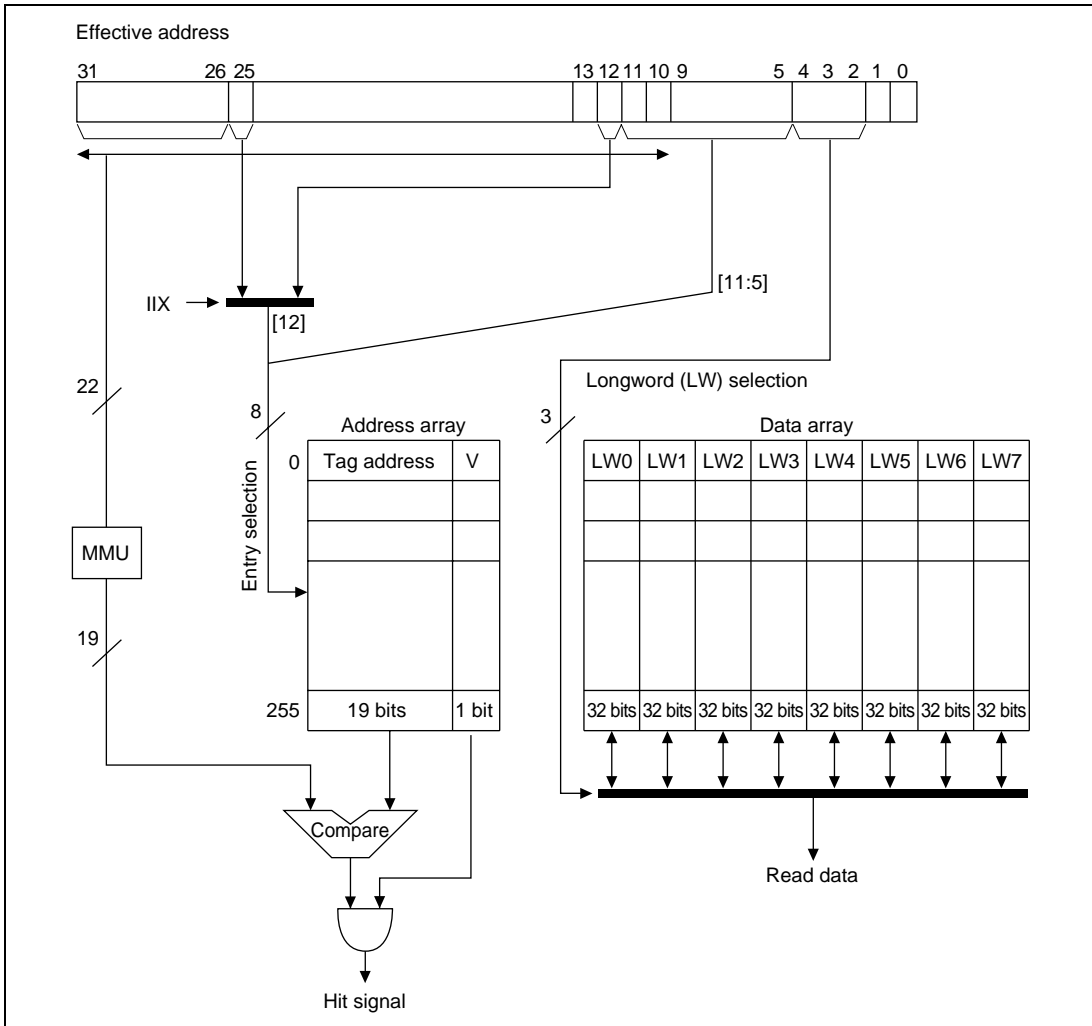 Effective address
31 26 25 13 12 11 10 9 5 4 3 2 1 0
IIX
[12]
[11:5]
22
8
3
Longword (LW) selection
Entry selection
Address array
Data array
0
Tag address V
LW0 LW1 LW2 LW3 LW4 LW5 LW6 LW7
MMU
19
255
19 bits 1 bit
32 bits 32 bits 32 bits 32 bits 32 bits 32 bits 32 bits 32 bits
Compare
Read data
Hit signal